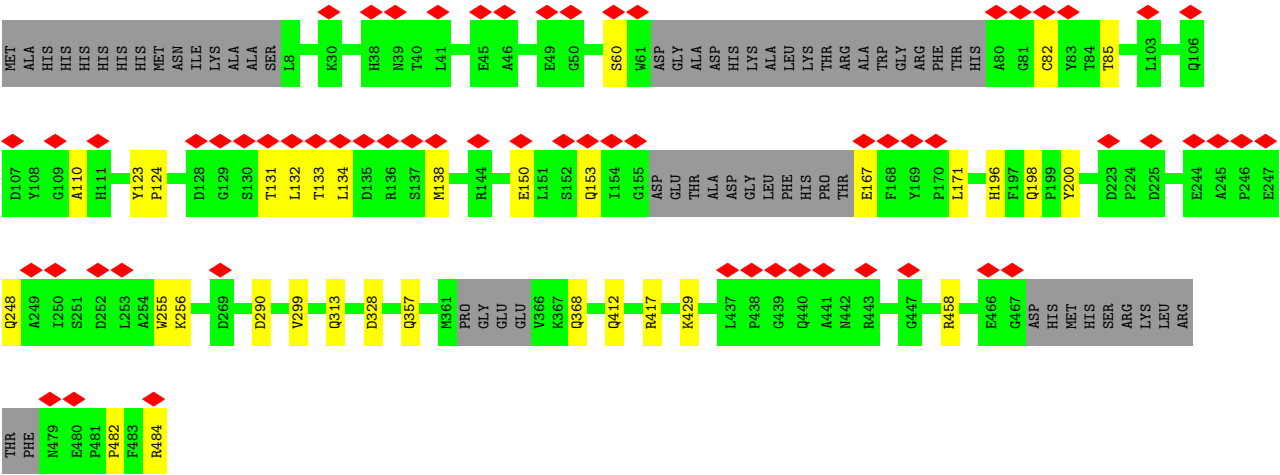 MET ALA HIS HIS HIS HIS HIS HIS MET ASN ILE LYS ALA ALA SER L8 K30 H38 N39 T40 L41 E45 A46 E49 G50 S60 W61 ASP GLY ALA ASP HIS LYS ALA LEU LYS THR ARG ALA TRP GLY ARG PHE THR HIS A80 G81 C82 Y83 T84 T85 L103 Q106
D107 Y108 G109 A110 H111 Y123 P124 D128 G129 S130 T131 L132 T133 L134 D135 R136 S137 M138 R144 E150 L151 S152 Q153 I154 G155 ASP GLU THR ALA ASP GLY LEU PHE HIS PRO THR E167 F168 Y169 P170 L171 H196 F197 Q198 P199 Y200 D223 P224 D225 E244 A245 P246 E247
Q248 A249 I250 S251 D252 L253 A254 W255 K256 D269 D290 V299 Q313 D328 Q357 M361 PRO GLY GLU GLU V366 K367 Q368 Q412 R417 K429 L437 P438 G439 Q440 A441 N442 R443 G447 R458 E466 G467 ASP HIS MET HIS SER ARG LYS LEU ARG
THR PHE N479 E480 P481 P482 F483 R484